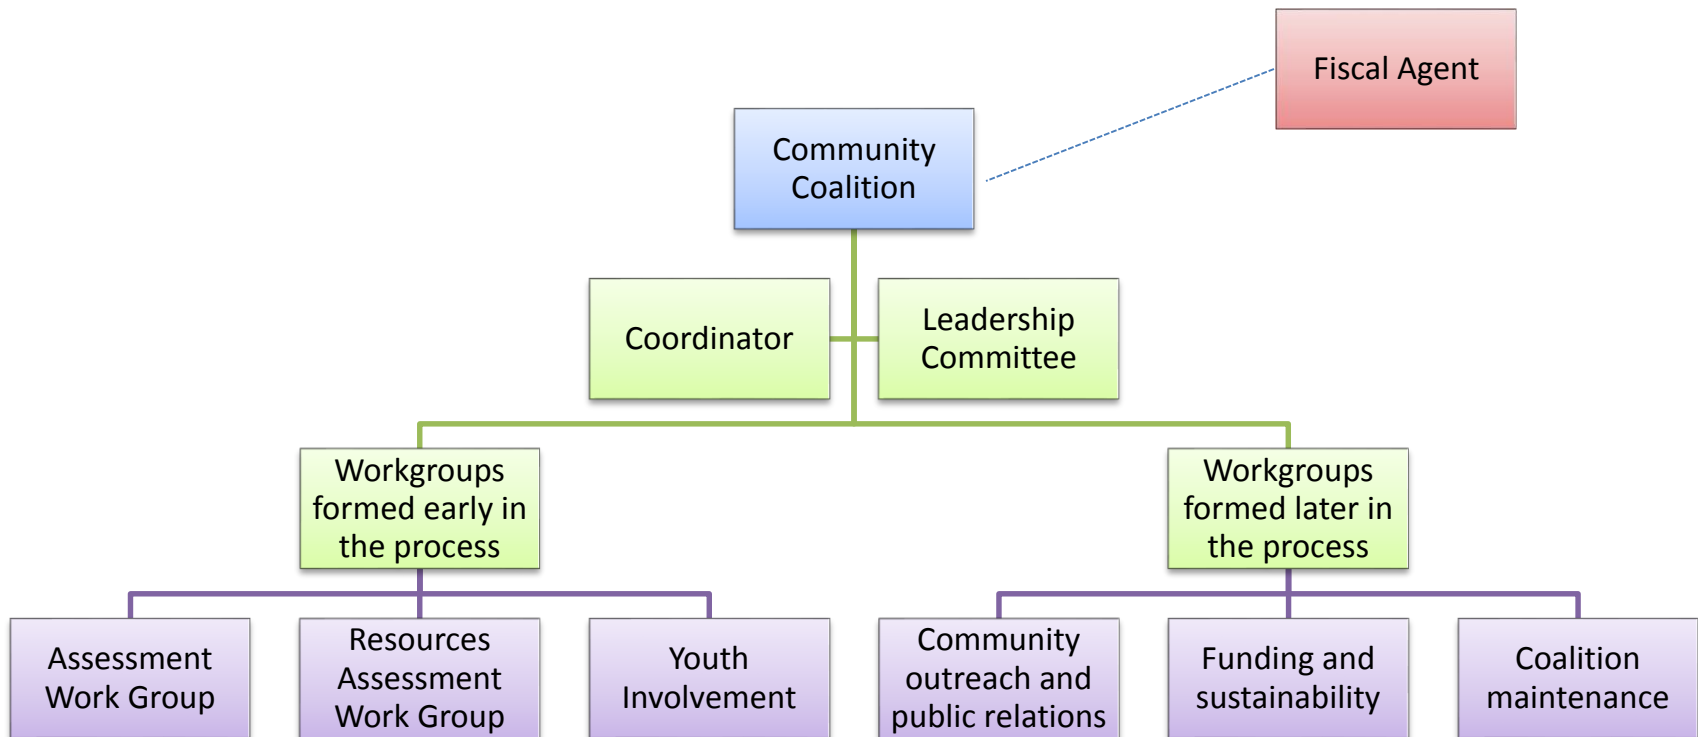 Fiscal Agent
Community
Coalition
Coordinator
Leadership
Committee
Workgroups
formed early in
the process
Workgroups
formed later in
the process
Assessment
Work Group
Resources
Assessment
Work Group
Youth
Involvement
Community
outreach and
public relations
Funding and
sustainability
Coalition
maintenance